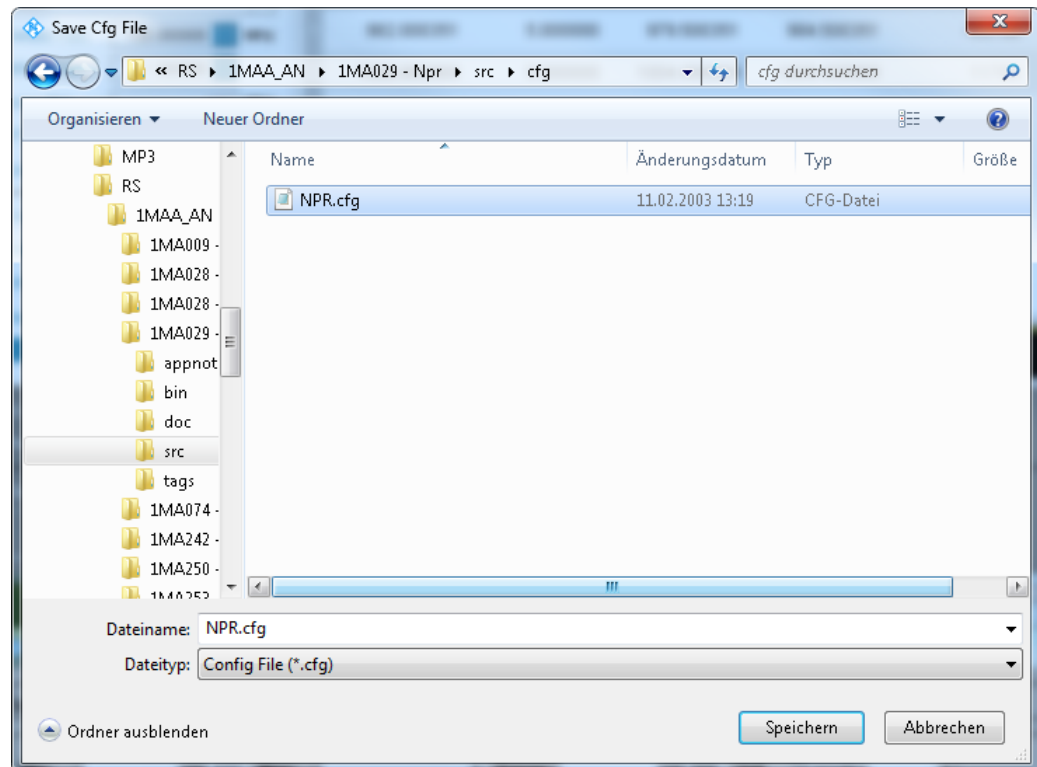 Save Cfg File
« RS ▸ 1MAA_AN ▸ 1MA029 - Npr ▸ src ▸ cfg
cfg durchsuchen
Organisieren Neuer Ordner
Name Änderungsdatum Typ Größe
NPR.cfg 11.02.2003 13:19 CFG-Datei
MP3
RS
1MAA_AN
1MA009 -
1MA028 -
1MA028 -
1MA029 -
appnot
bin
doc
src
tags
1MA074 -
1MA242 -
1MA250 -
1MA253
Dateiname: NPR.cfg
Dateityp: Config File (*.cfg)
Ordner ausblenden
Speichern Abbrechen